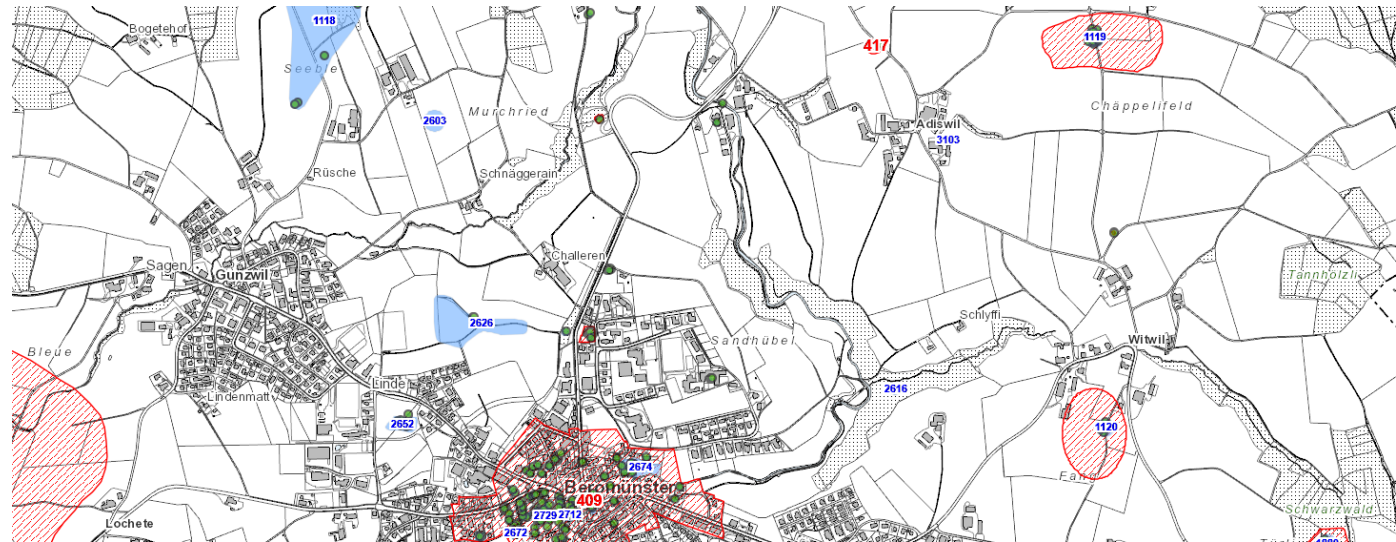 1118
Bogetehof
Seeble
Murchried
2603
417
1119
Chäppelifeld
Adiswil
3103
Rüsche
Schnäggerain
Challeren
Sagen
Gunzwil
Tannhölzli
2626
Schlyffi
Sandhübel
Witwil
Bleue
Linde
Lindenmatt
2616
2652
1120
2674
Fand
Beromünster
409
2729
2712
2672
Lochete
Schwarzwald